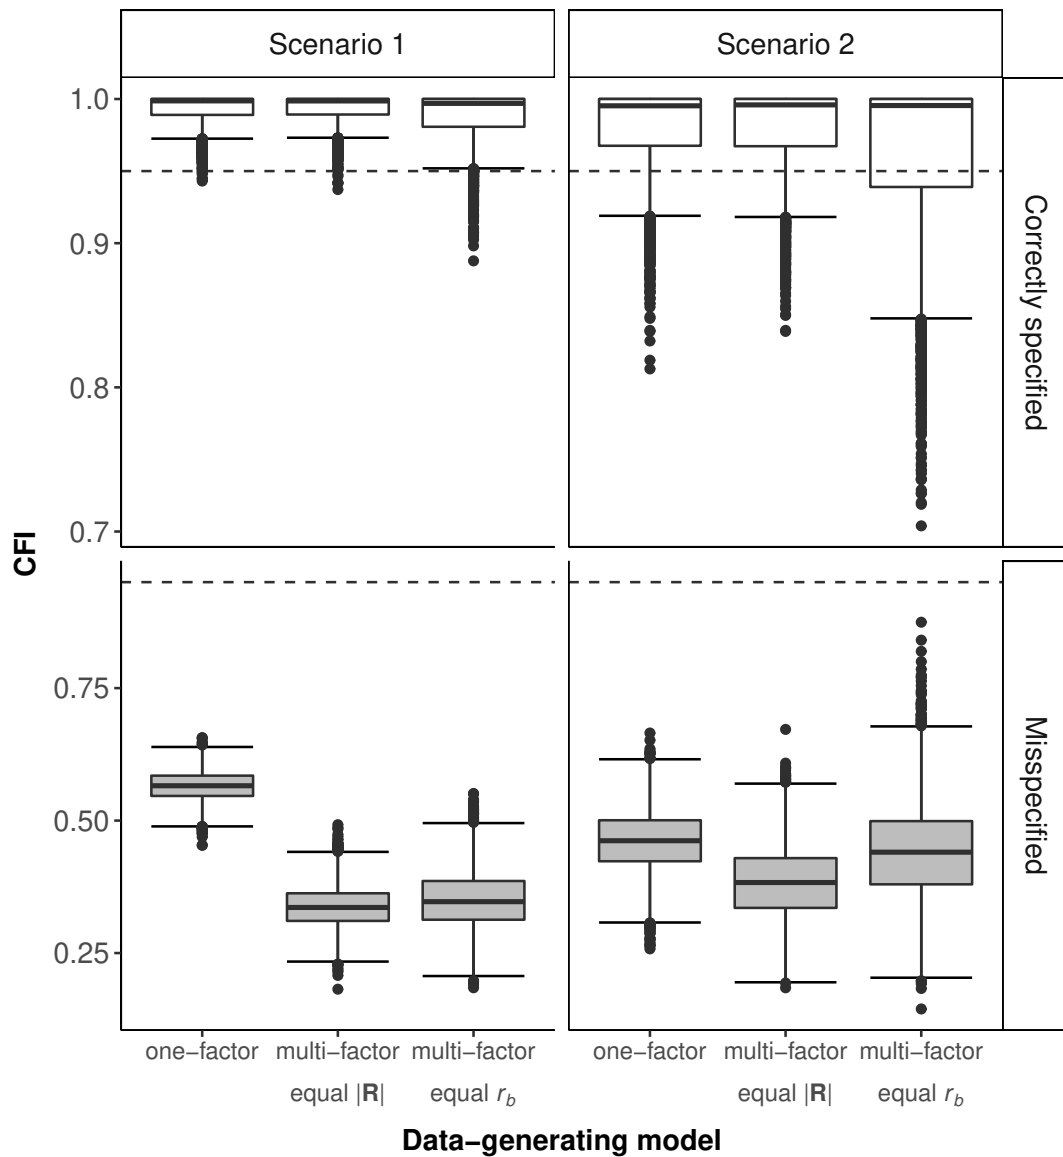 Scenario 1
Scenario 2
1.0
0.9
0.8
0.7
Correctly specified
CFI
0.75
0.50
0.25
Misspecified
one−factor
multi−factor
equal |R|
multi−factor
equal r_b
one−factor
multi−factor
equal |R|
multi−factor
equal r_b
Data−generating model